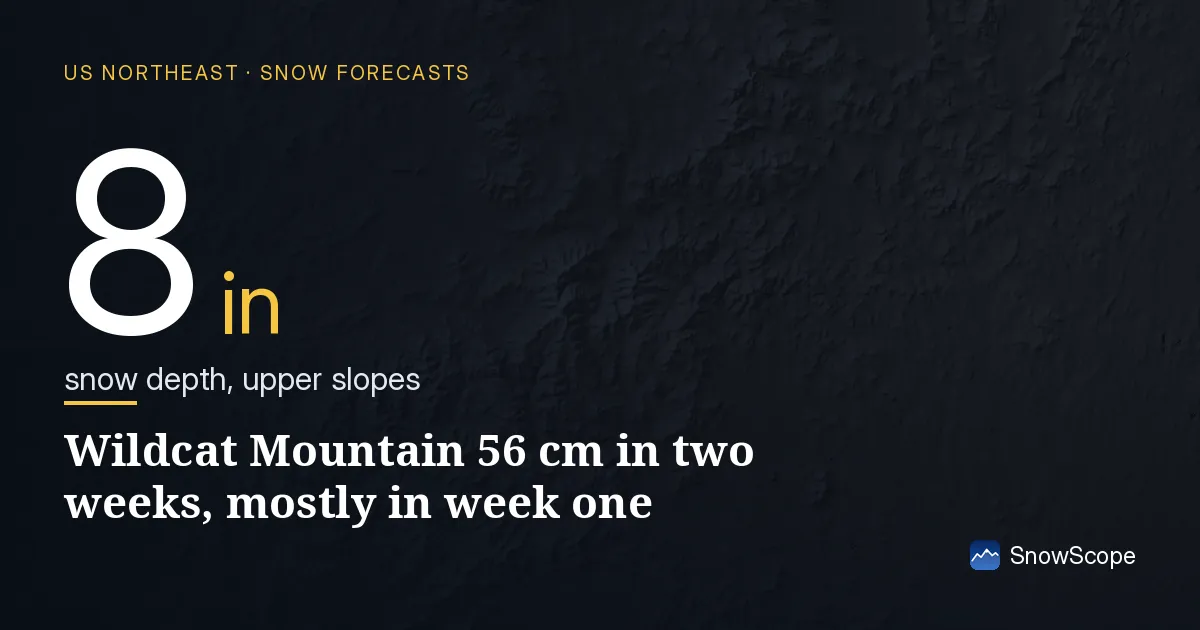 US NORTHEAST · SNOW FORECASTS
8 in
snow depth, upper slopes
Wildcat Mountain 56 cm in two
weeks, mostly in week one
SnowScope